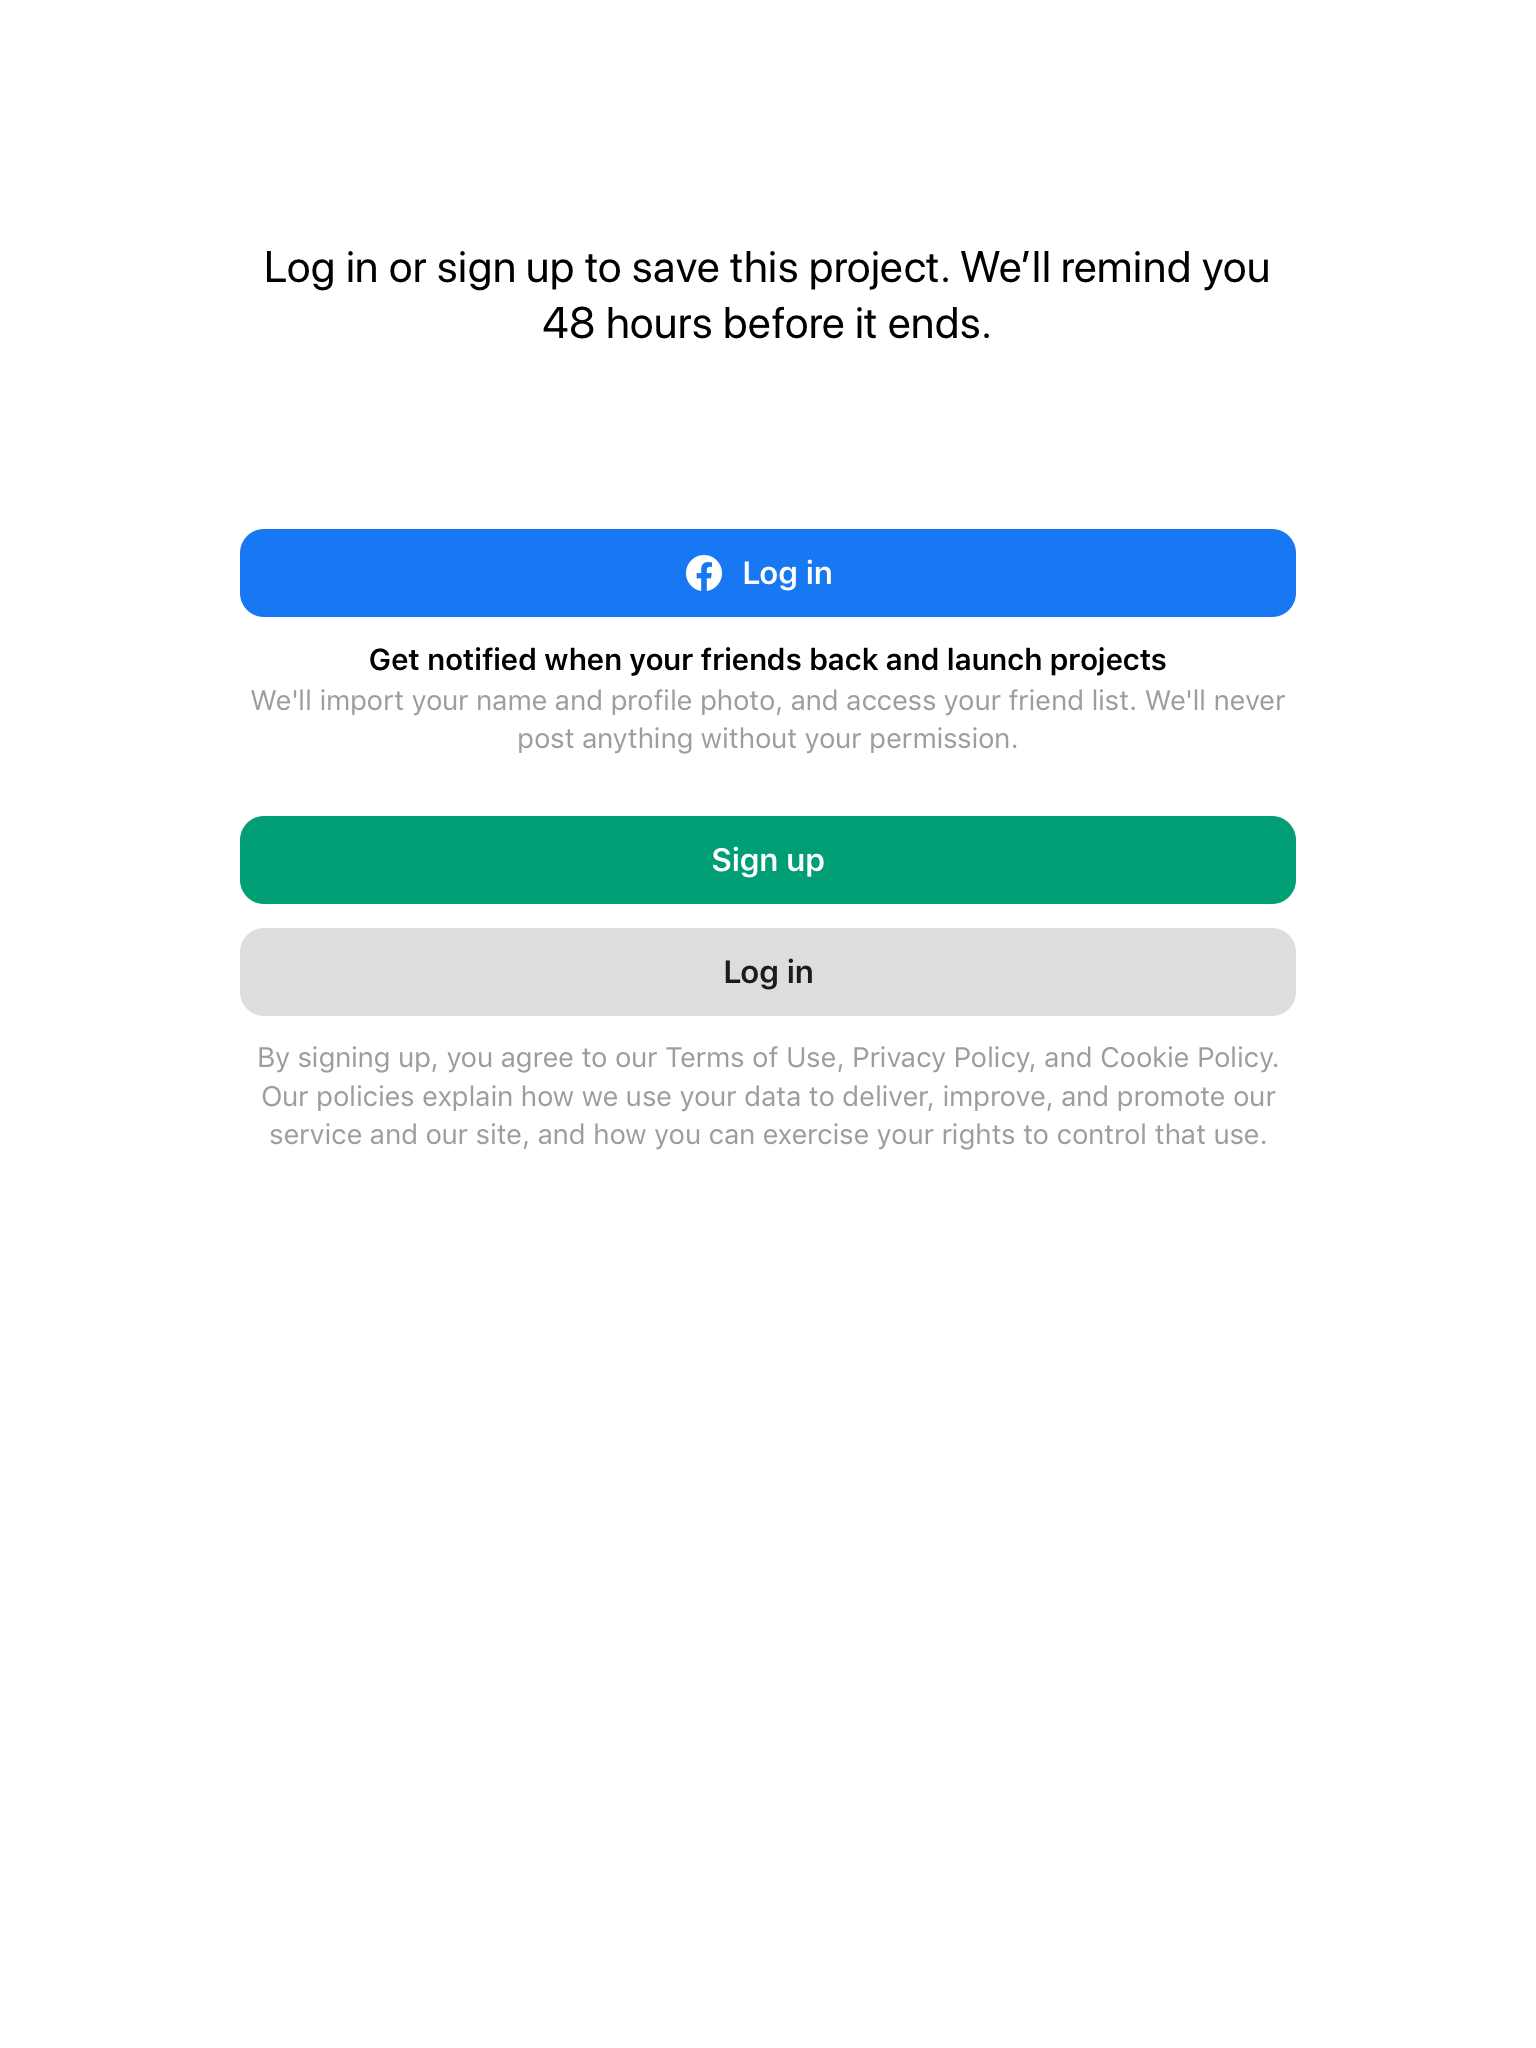 Log in or sign up to save this project. We’ll remind you
48 hours before it ends.
Log in
Get notified when your friends back and launch projects
We'll import your name and profile photo, and access your friend list. We'll never
post anything without your permission.
Sign up
Log in
By signing up, you agree to our Terms of Use, Privacy Policy, and Cookie Policy.
Our policies explain how we use your data to deliver, improve, and promote our
service and our site, and how you can exercise your rights to control that use.